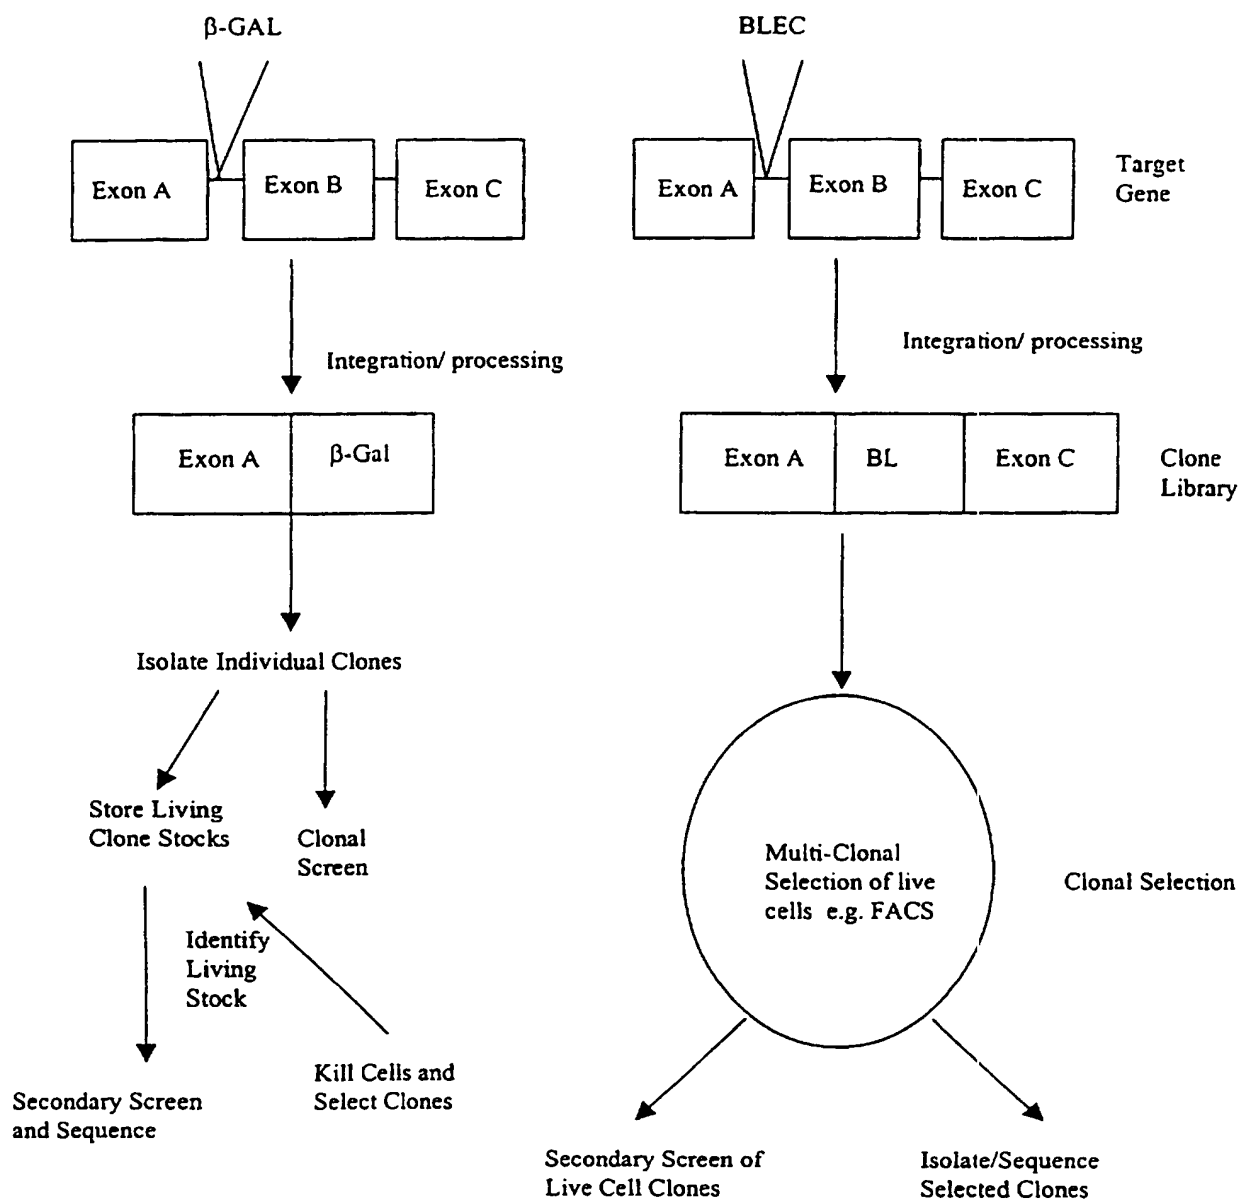 β-GAL
BLEC
Exon A
Exon B
Exon C
Exon A
Exon B
Exon C
Target
Gene
Integration/ processing
Integration/ processing
Exon A
β-Gal
Exon A
BL
Exon C
Clone
Library
Isolate Individual Clones
Store Living
Clone Stocks
Clonal
Screen
Multi-Clonal
Selection of live
cells e.g. FACS
Clonal Selection
Identify
Living
Stock
Kill Cells and
Select Clones
Secondary Screen
and Sequence
Secondary Screen of
Live Cell Clones
Isolate/Sequence
Selected Clones